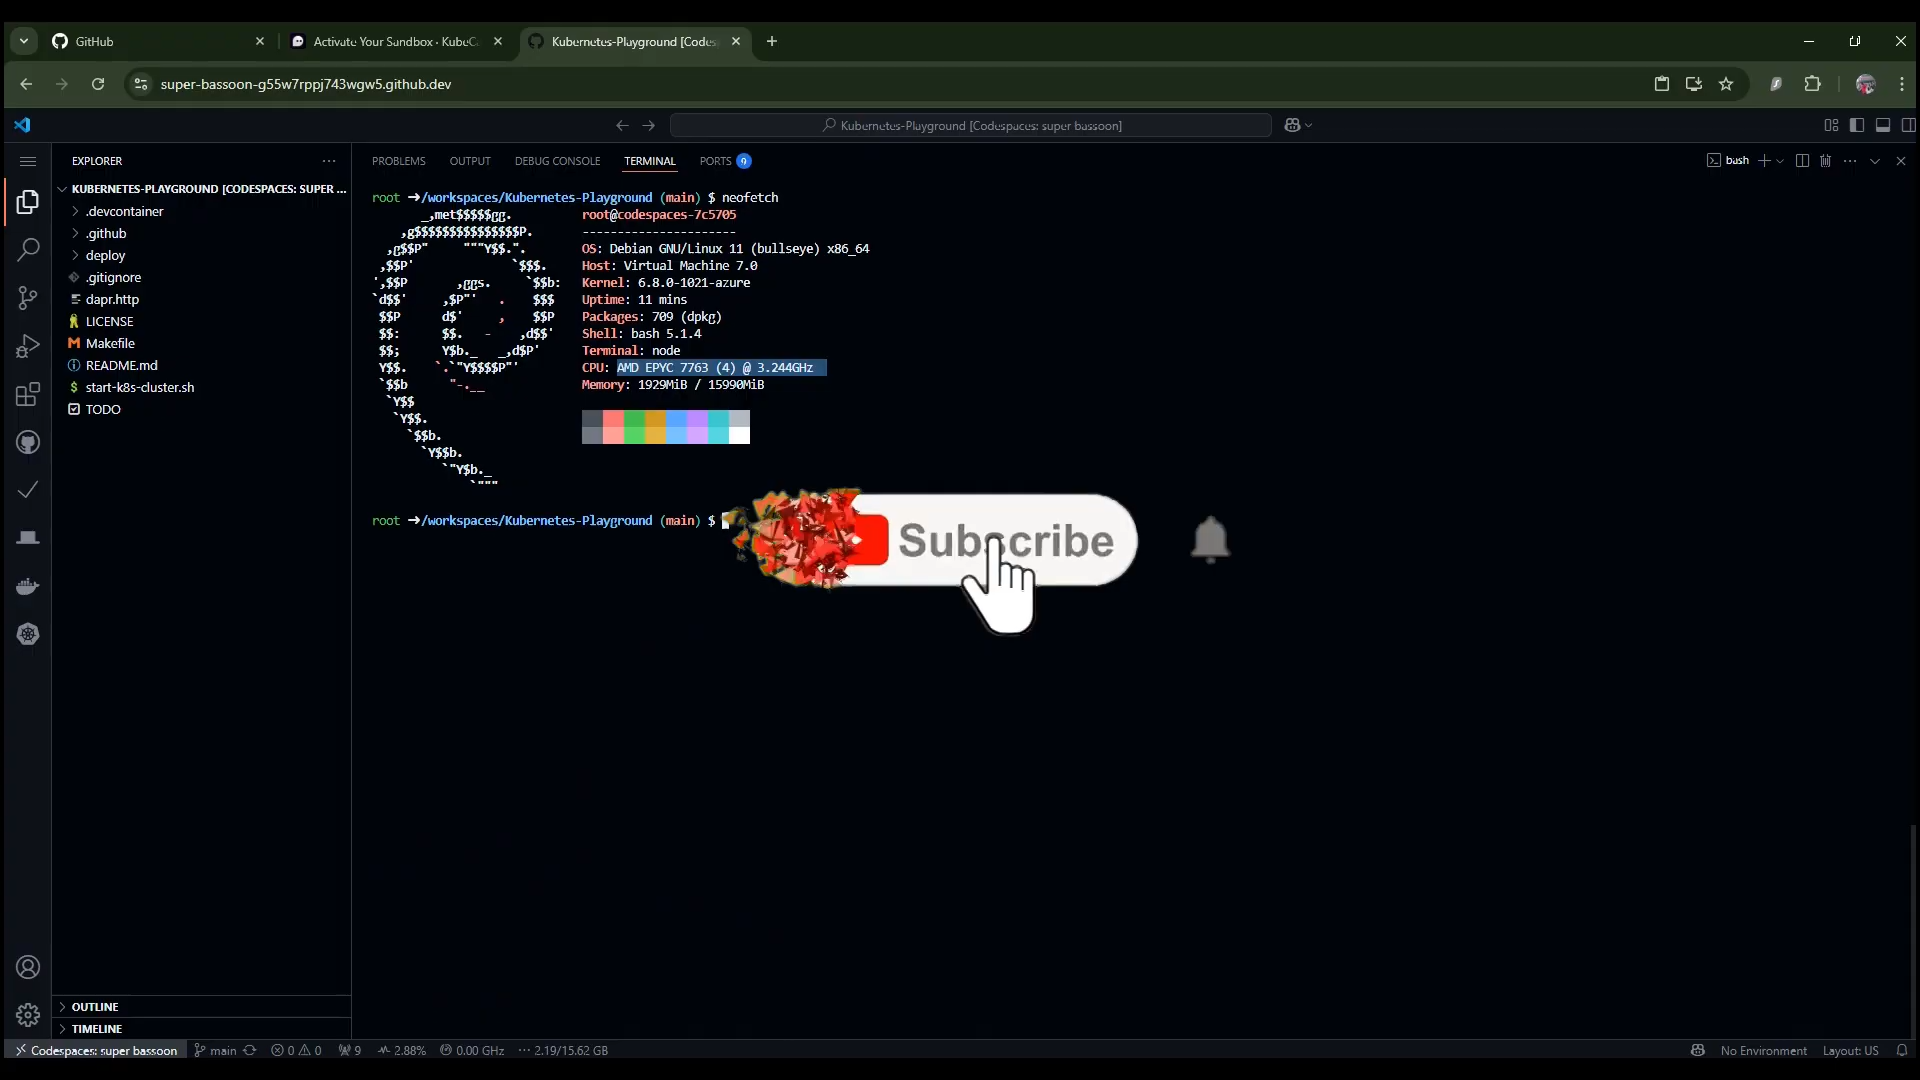 GitHub
Activate Your Sandbox · KubeCa
Kubernetes-Playground [Codes
super-bassoon-g55w7rppj743wgw5.github.dev
Kubernetes-Playground [Codespaces: super bassoon]
EXPLORER
PROBLEMS OUTPUT DEBUG CONSOLE TERMINAL PORTS 9
bash
KUBERNETES-PLAYGROUND [CODESPACES: SUPER ...
.devcontainer
.github
deploy
.gitignore
dapr.http
LICENSE
Makefile
README.md
start-k8s-cluster.sh
TODO
root ➜/workspaces/Kubernetes-Playground (main) $ neofetch
root@codespaces-7c5705
----------------------
OS: Debian GNU/Linux 11 (bullseye) x86_64
Host: Virtual Machine 7.0
Kernel: 6.8.0-1021-azure
Uptime: 11 mins
Packages: 709 (dpkg)
Shell: bash 5.1.4
Terminal: node
CPU: AMD EPYC 7763 (4) @ 3.244GHz
Memory: 1929MiB / 15990MiB
root ➜/workspaces/Kubernetes-Playground (main) $
Subscribe
OUTLINE
TIMELINE
Codespaces: super bassoon main 0 0 9 2.88% 0.00 GHz 2.19/15.62 GB
No Environment Layout: US